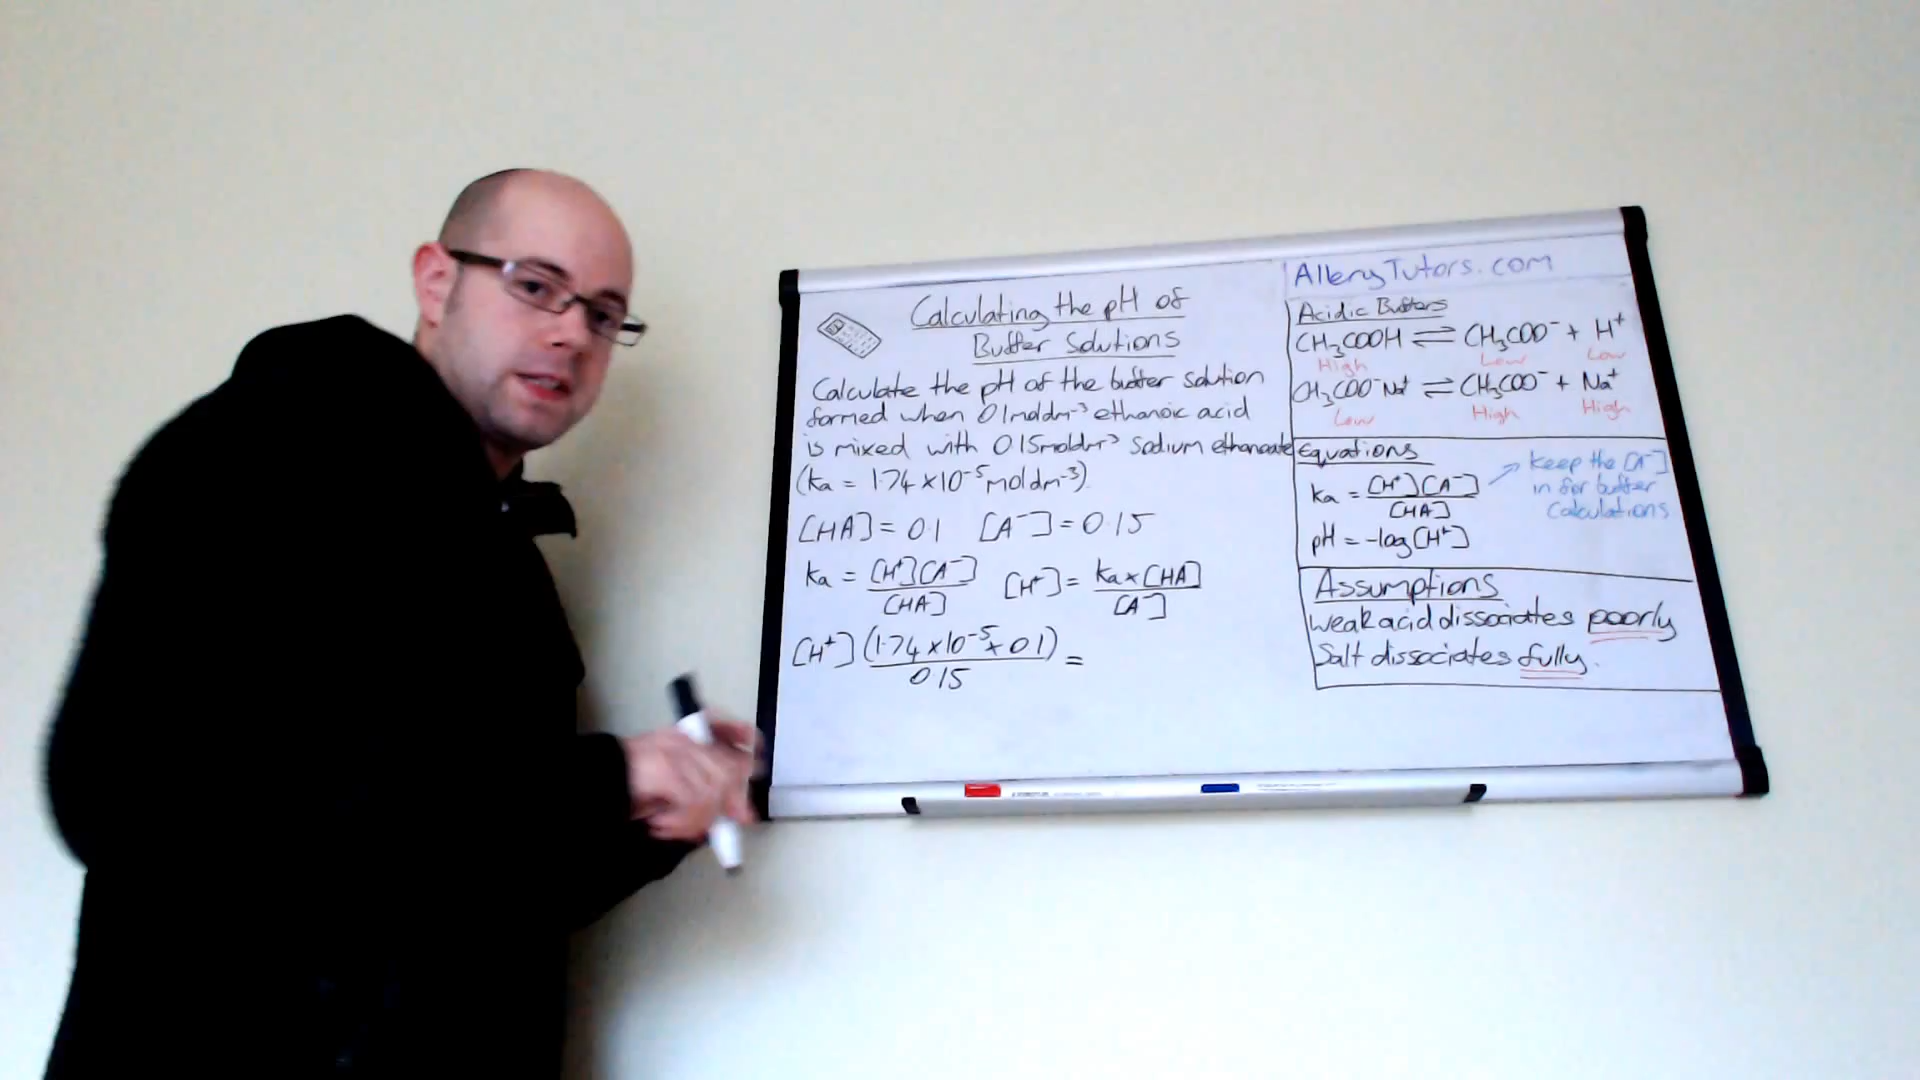 Calculating the pH of
Buffer Solutions
Calculate the pH of the buffer solution
formed when 0.1moldm⁻³ ethanoic acid
is mixed with 0.15moldm⁻³ sodium ethanoate
(Ka = 1.74 x10⁻⁵ moldm⁻³)
[HA] = 0.1 [A⁻] = 0.15
Ka = [H⁺][A⁻] / [HA] [H⁺] = Ka x [HA] / [A⁻]
[H⁺] (1.74 x10⁻⁵ x 0.1) / 0.15 =
AlleryTutors.com
Acidic Buffers
CH₃COOH ⇌ CH₃COO⁻ + H⁺
High Low Low
CH₃COO⁻Na⁺ ⇌ CH₃COO⁻ + Na⁺
Low High High
Equations
Ka = [H⁺][A⁻] / [HA]
pH = -log[H⁺]
Keep the [A⁻]
in for buffer
calculations
Assumptions
Weak acid dissociates poorly
Salt dissociates fully.